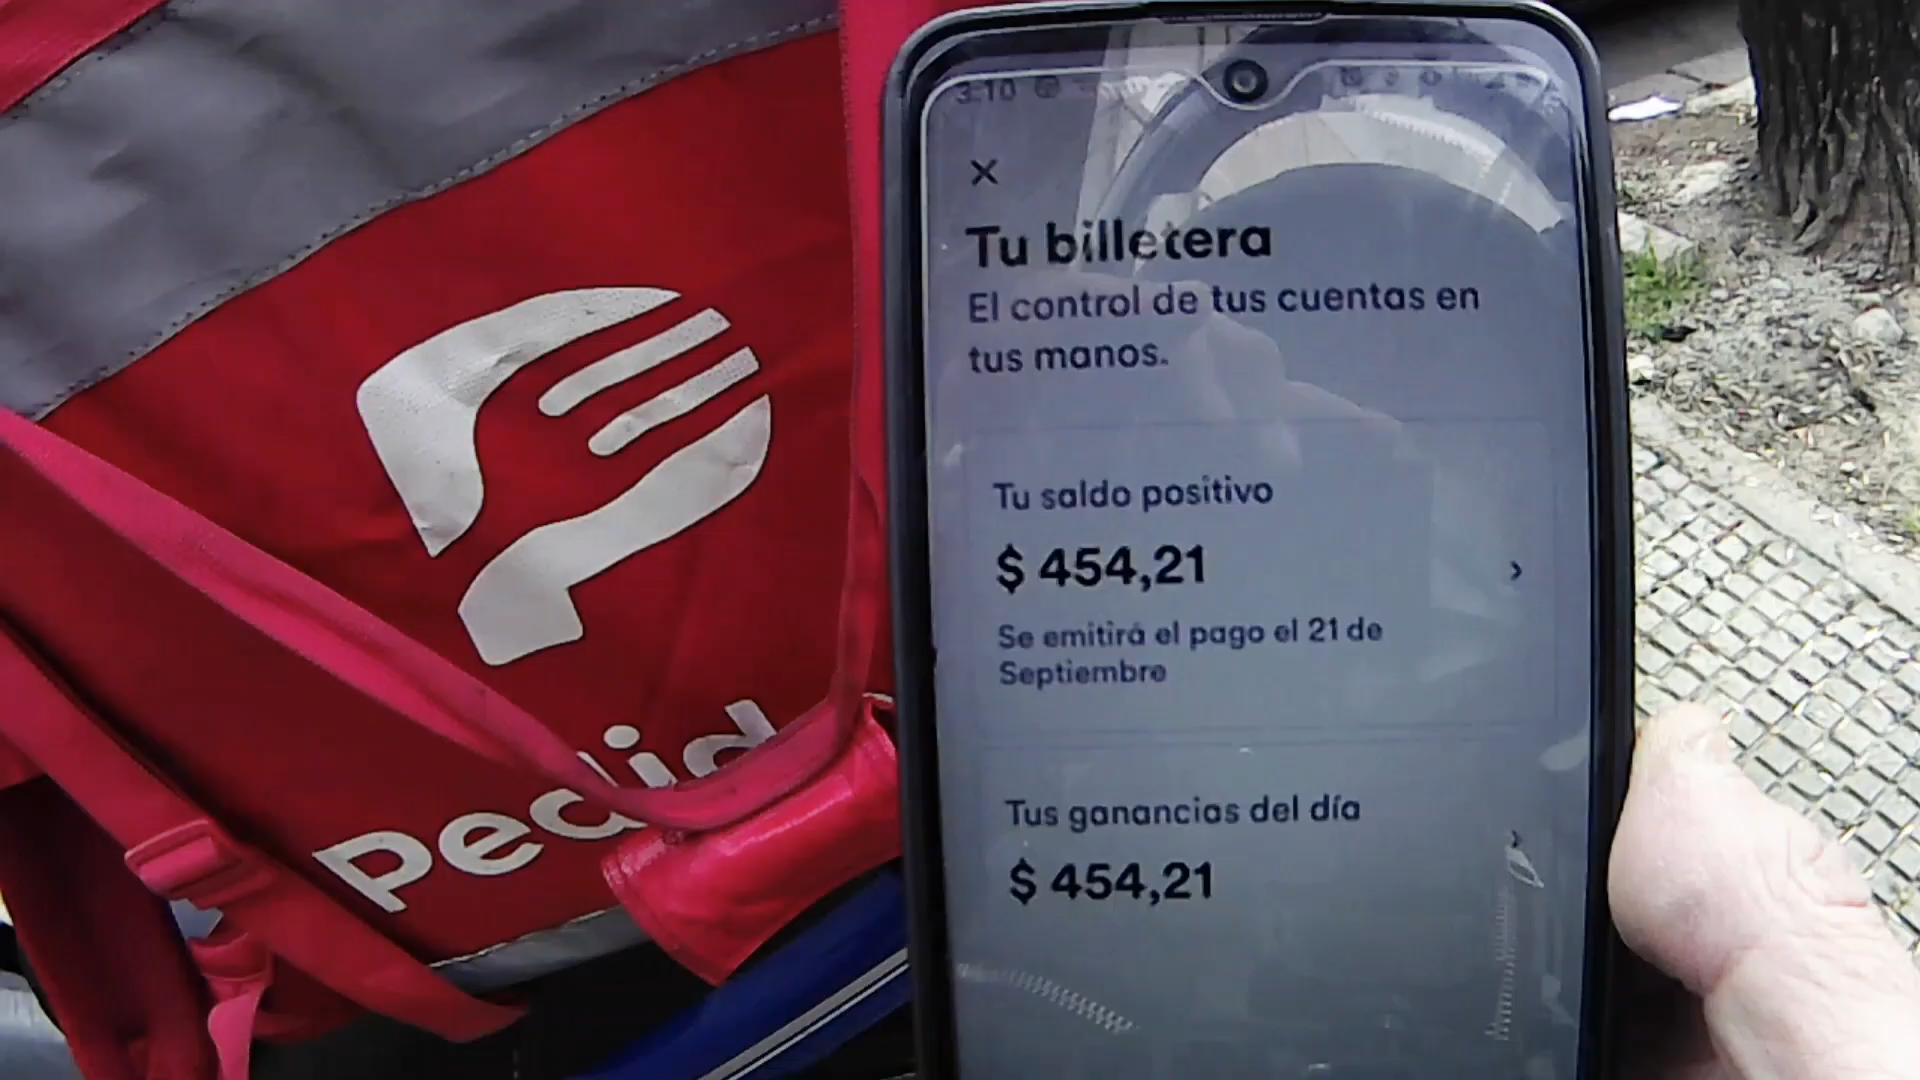 3:10
Tu billetera
El control de tus cuentas en
tus manos.
Tu saldo positivo
$ 454,21
Se emitirá el pago el 21 de
Septiembre
Tus ganancias del día
$ 454,21
Pedid